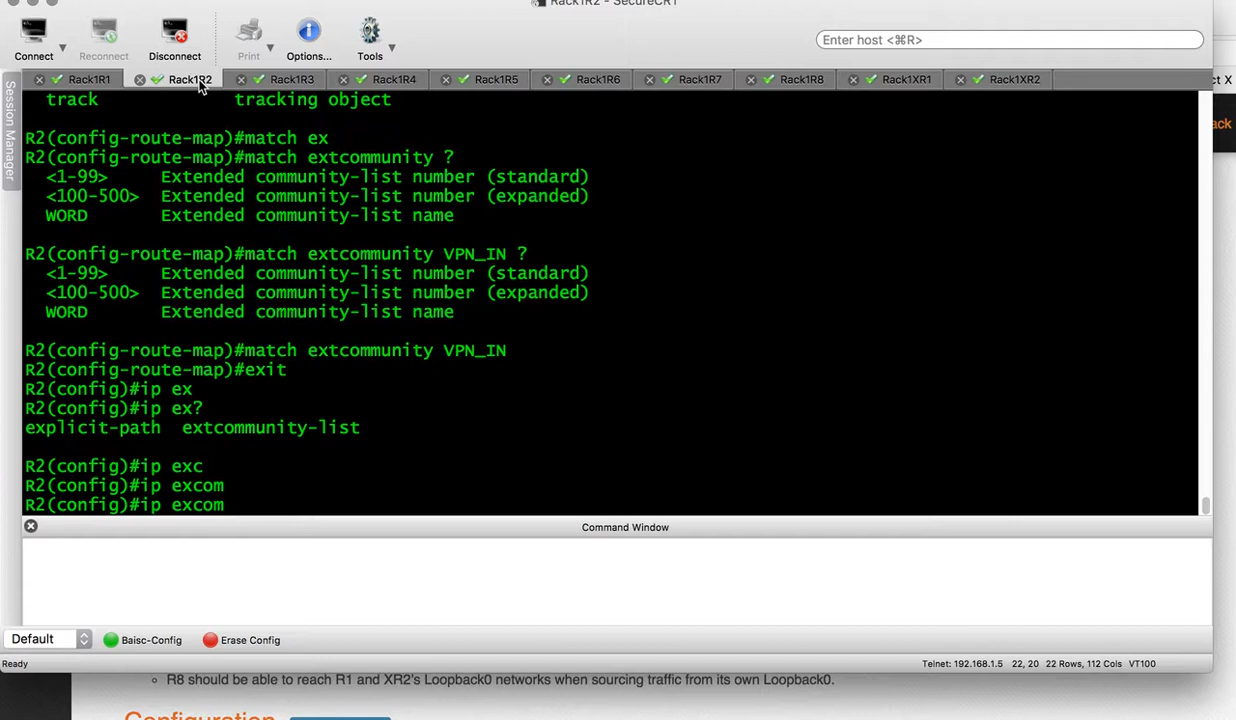 Rack1R2 - SecureCRT
Connect
Reconnect
Disconnect
Print
Options...
Tools
Enter host <⌘R>
Rack1R1
Rack1R2
Rack1R3
Rack1R4
Rack1R5
Rack1R6
Rack1R7
Rack1R8
Rack1XR1
Rack1XR2
ct X
ack
Session Manager
track tracking object
R2(config-route-map)#match ex
R2(config-route-map)#match extcommunity ?
<1-99> Extended community-list number (standard)
<100-500> Extended community-list number (expanded)
WORD Extended community-list name
R2(config-route-map)#match extcommunity VPN_IN ?
<1-99> Extended community-list number (standard)
<100-500> Extended community-list number (expanded)
WORD Extended community-list name
R2(config-route-map)#match extcommunity VPN_IN
R2(config-route-map)#exit
R2(config)#ip ex
R2(config)#ip ex?
explicit-path extcommunity-list
R2(config)#ip exc
R2(config)#ip excom
R2(config)#ip excom
Command Window
Default
Baisc-Config
Erase Config
Ready
Telnet: 192.168.1.5 22, 20 22 Rows, 112 Cols VT100
R8 should be able to reach R1 and XR2's Loopback0 networks when sourcing traffic from its own Loopback0.
Configuration